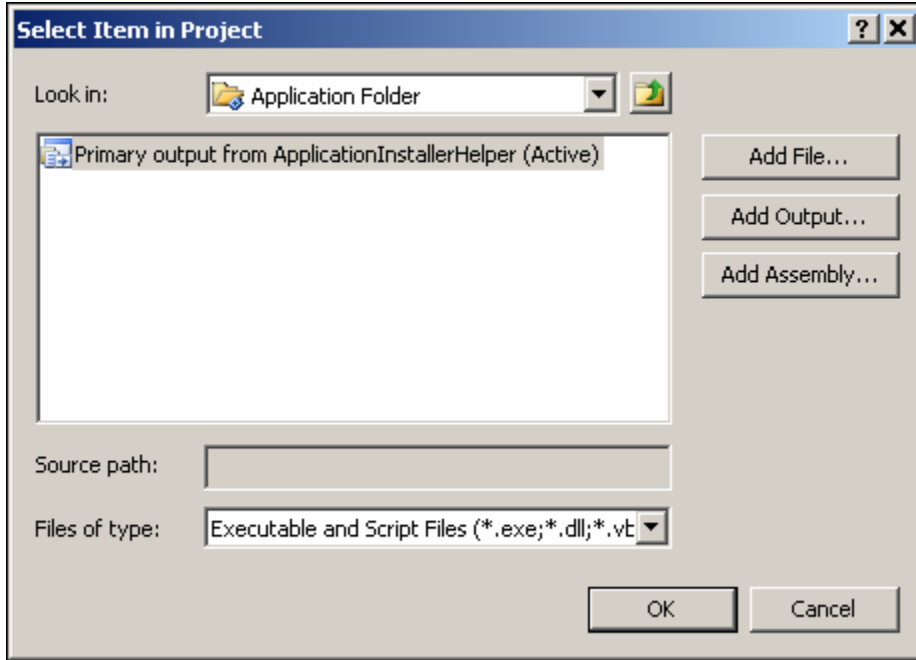 Select Item in Project
Look in:
Application Folder
Primary output from ApplicationInstallerHelper (Active)
Add File...
Add Output...
Add Assembly...
Source path:
Files of type:
Executable and Script Files (*.exe;*.dll;*.vb
OK
Cancel